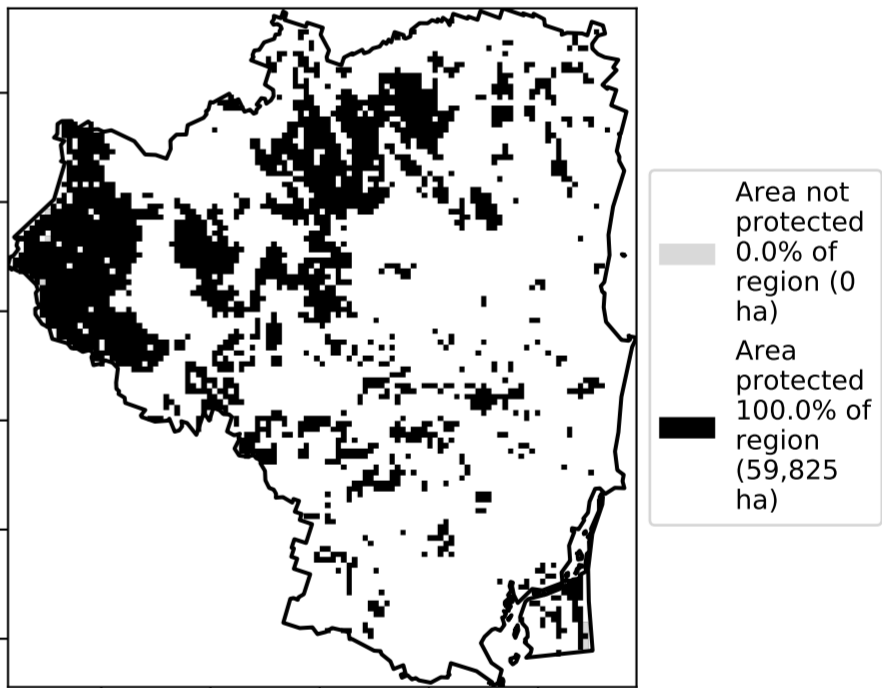 Area not
protected
0.0% of
region (0
ha)
Area
protected
100.0% of
region
(59,825
ha)